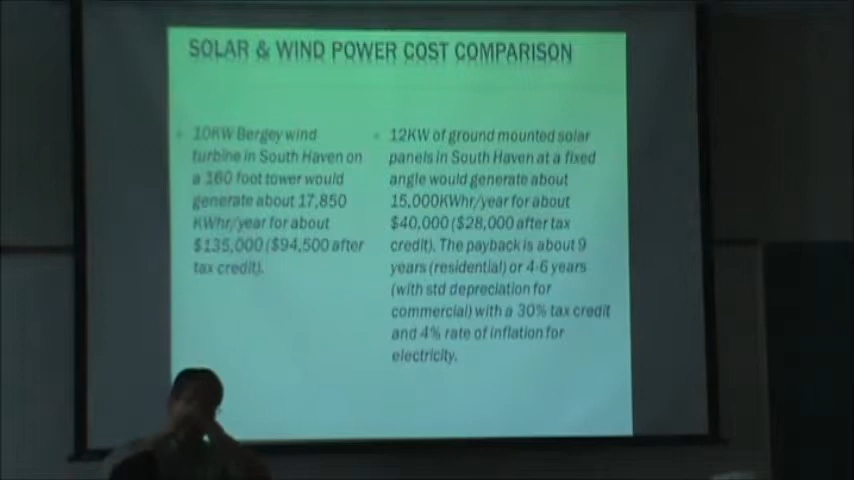 SOLAR & WIND POWER COST COMPARISON
10KW Bergey wind
turbine in South Haven on
a 160 foot tower would
generate about 17,850
KWhr/year for about
$135,000 ($94,500 after
tax credit).
12KW of ground mounted solar
panels in South Haven at a fixed
angle would generate about
15,000KWhr/year for about
$40,000 ($28,000 after tax
credit). The payback is about 9
years (residential) or 4-6 years
(with std depreciation for
commercial) with a 30% tax credit
and 4% rate of inflation for
electricity.